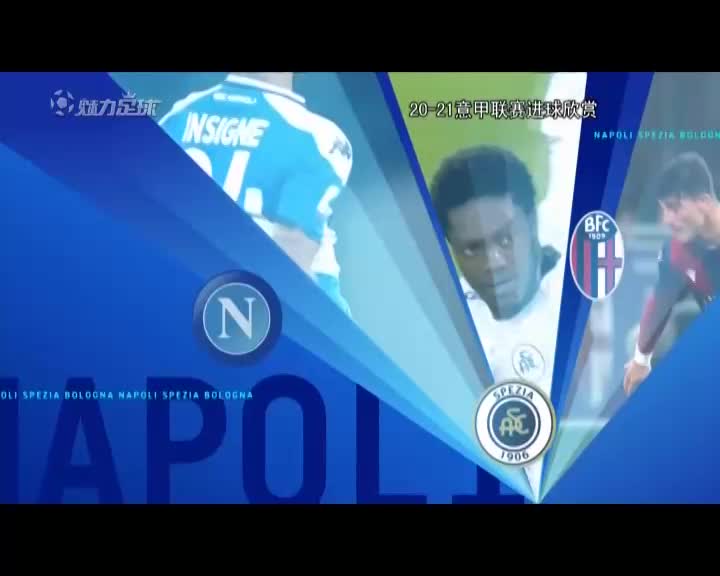 魅力足球
20-21意甲联赛进球欣赏
INSIGNE
24
NAPOLI SPEZIA BOLOGN
BFC
1909
N
SPEZIA
1906
OLI SPEZIA BOLOGNA NAPOLI SPEZIA BOLOGNA
NAPOLI